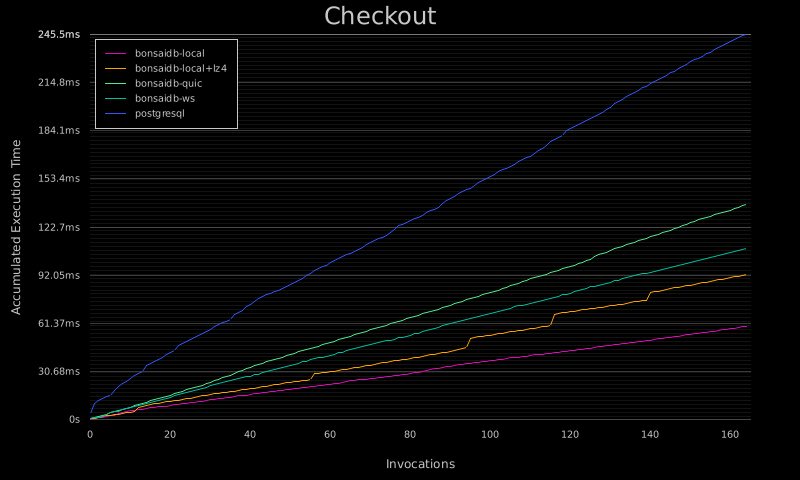 Checkout
245.5ms
214.8ms
184.1ms
153.4ms
122.7ms
92.05ms
61.37ms
30.68ms
0s
Accumulated Execution Time
bonsaidb-local
bonsaidb-local+lz4
bonsaidb-quic
bonsaidb-ws
postgresql
0 20 40 60 80 100 120 140 160
Invocations